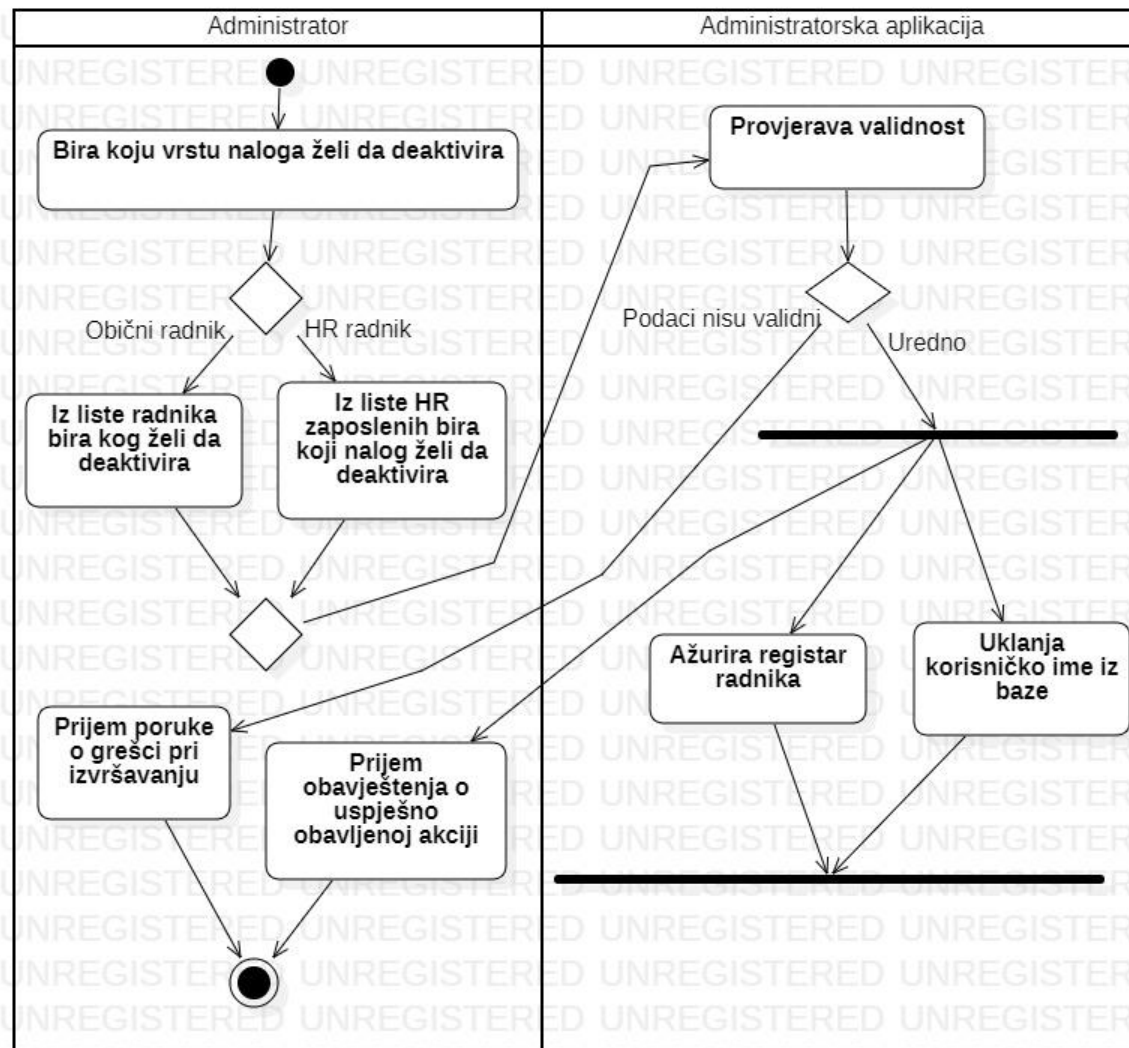 Administrator
Administratorska aplikacija
Bira koju vrstu naloga želi da deaktivira
Obični radnik
HR radnik
Iz liste radnika
bira kog želi da
deaktivira
Iz liste HR
zaposlenih bira
koji nalog želi da
deaktivira
Prijem poruke
o grešci pri
izvršavanju
Prijem
obavještenja o
uspješno
obavljenoj akciji
Provjerava validnost
Podaci nisu validni
Uredno
Ažurira registar
radnika
Uklanja
korisničko ime iz
baze
UNREGISTERED UNREGISTERED UNREGISTERED UNREGISTER